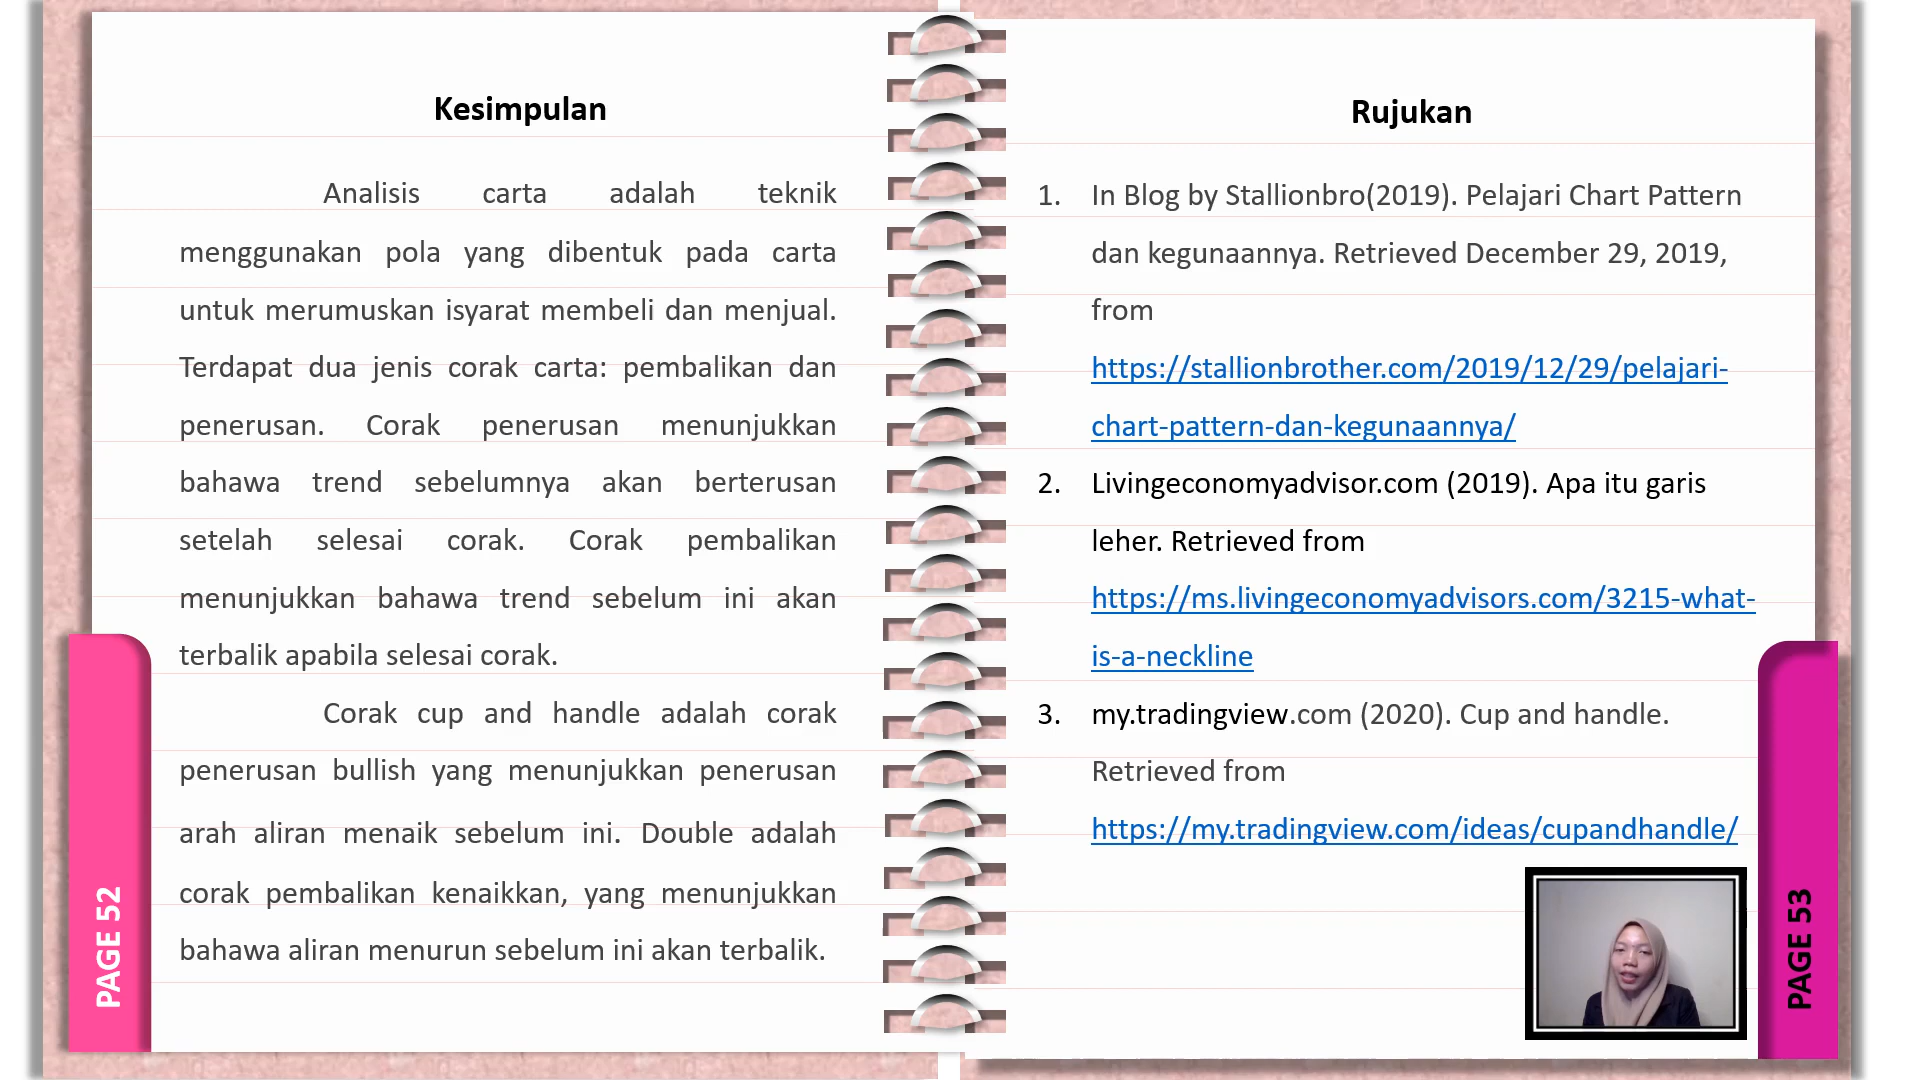 Kesimpulan
Analisis carta adalah teknik
menggunakan pola yang dibentuk pada carta
untuk merumuskan isyarat membeli dan menjual.
Terdapat dua jenis corak carta: pembalikan dan
penerusan. Corak penerusan menunjukkan
bahawa trend sebelumnya akan berterusan
setelah selesai corak. Corak pembalikan
menunjukkan bahawa trend sebelum ini akan
terbalik apabila selesai corak.
Corak cup and handle adalah corak
penerusan bullish yang menunjukkan penerusan
arah aliran menaik sebelum ini. Double adalah
corak pembalikan kenaikkan, yang menunjukkan
bahawa aliran menurun sebelum ini akan terbalik.
PAGE 52
Rujukan
1. In Blog by Stallionbro(2019). Pelajari Chart Pattern
dan kegunaannya. Retrieved December 29, 2019,
from
https://stallionbrother.com/2019/12/29/pelajari-
chart-pattern-dan-kegunaannya/
2. Livingeconomyadvisor.com (2019). Apa itu garis
leher. Retrieved from
https://ms.livingeconomyadvisors.com/3215-what-
is-a-neckline
3. my.tradingview.com (2020). Cup and handle.
Retrieved from
https://my.tradingview.com/ideas/cupandhandle/
PAGE 53